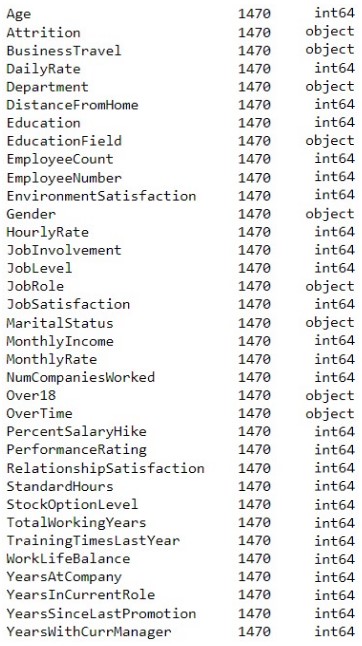 Age 1470 int64
Attrition 1470 object
BusinessTravel 1470 object
DailyRate 1470 int64
Department 1470 object
DistanceFromHome 1470 int64
Education 1470 int64
EducationField 1470 object
EmployeeCount 1470 int64
EmployeeNumber 1470 int64
EnvironmentSatisfaction 1470 int64
Gender 1470 object
HourlyRate 1470 int64
JobInvolvement 1470 int64
JobLevel 1470 int64
JobRole 1470 object
JobSatisfaction 1470 int64
MaritalStatus 1470 object
MonthlyIncome 1470 int64
MonthlyRate 1470 int64
NumCompaniesWorked 1470 int64
Over18 1470 object
OverTime 1470 object
PercentSalaryHike 1470 int64
PerformanceRating 1470 int64
RelationshipSatisfaction 1470 int64
StandardHours 1470 int64
StockOptionLevel 1470 int64
TotalWorkingYears 1470 int64
TrainingTimesLastYear 1470 int64
WorkLifeBalance 1470 int64
YearsAtCompany 1470 int64
YearsInCurrentRole 1470 int64
YearsSinceLastPromotion 1470 int64
YearsWithCurrManager 1470 int64